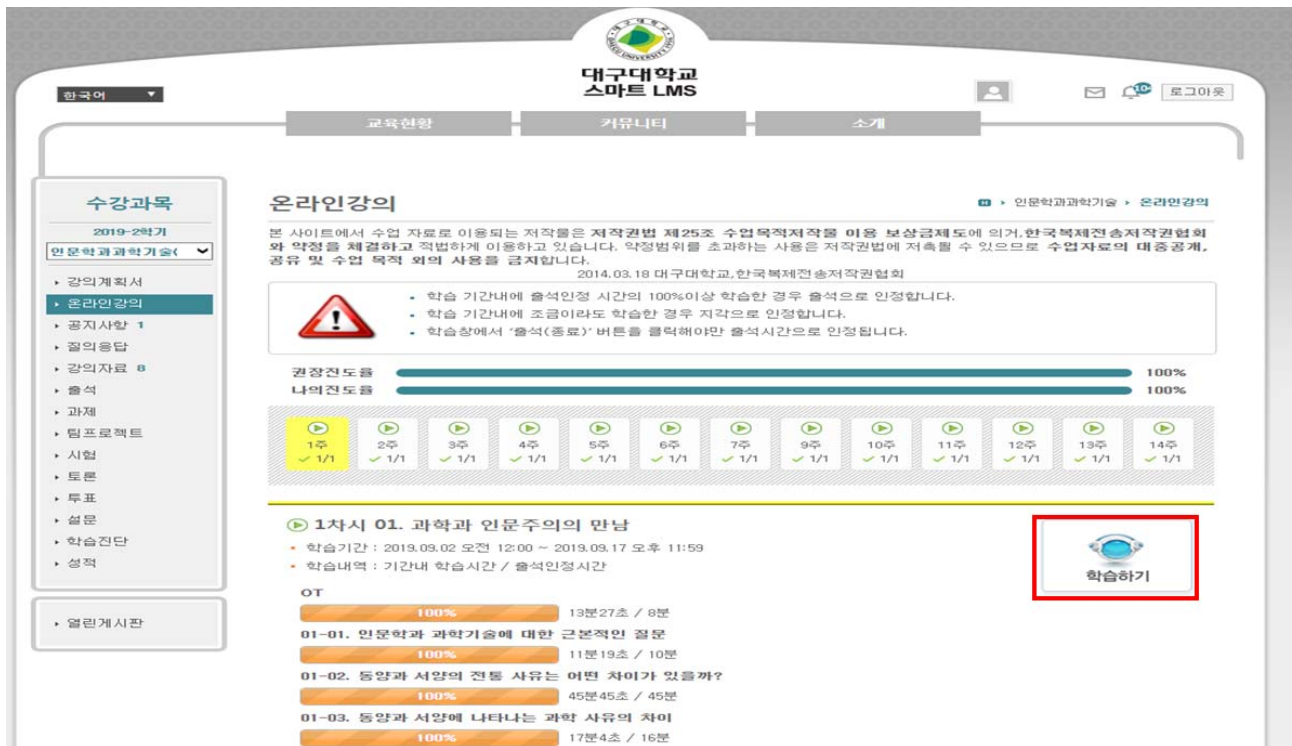 대구대학교
스마트 LMS
한국어
10+
로그아웃
교육현황 커뮤니티 소개
수강과목
2019-2학기
인문학과과학기술(
강의계획서
온라인강의
공지사항 1
질의응답
강의자료 8
출석
과제
팀프로젝트
시험
토론
투표
설문
학습진단
성적
열린게시판
온라인강의
H › 인문학과과학기술 › 온라인강의
본 사이트에서 수업 자료로 이용되는 저작물은 저작권법 제25조 수업목적저작물 이용 보상금제도에 의거,한국복제전송저작권협회
와 약정을 체결하고 적법하게 이용하고 있습니다. 약정범위를 초과하는 사용은 저작권법에 저촉될 수 있으므로 수업자료의 대중공개,
공유 및 수업 목적 외의 사용을 금지합니다.
2014.03.18 대구대학교,한국복제전송저작권협회
학습 기간내에 출석인정 시간의 100%이상 학습한 경우 출석으로 인정합니다.
학습 기간내에 조금이라도 학습한 경우 지각으로 인정합니다.
학습창에서 '출석(종료)' 버튼을 클릭해야만 출석시간으로 인정됩니다.
권장진도율 100%
나의진도율 100%
1주 2주 3주 4주 5주 6주 7주 9주 10주 11주 12주 13주 14주
1/1 1/1 1/1 1/1 1/1 1/1 1/1 1/1 1/1 1/1 1/1 1/1 1/1
1차시 01. 과학과 인문주의의 만남
학습기간 : 2019.09.02 오전 12:00 ~ 2019.09.17 오후 11:59
학습내역 : 기간내 학습시간 / 출석인정시간
학습하기
OT
100% 13분27초 / 8분
01-01. 인문학과 과학기술에 대한 근본적인 질문
100% 11분19초 / 10분
01-02. 동양과 서양의 전통 사유는 어떤 차이가 있을까?
100% 45분45초 / 45분
01-03. 동양과 서양에 나타나는 과학 사유의 차이
100% 17분4초 / 16분